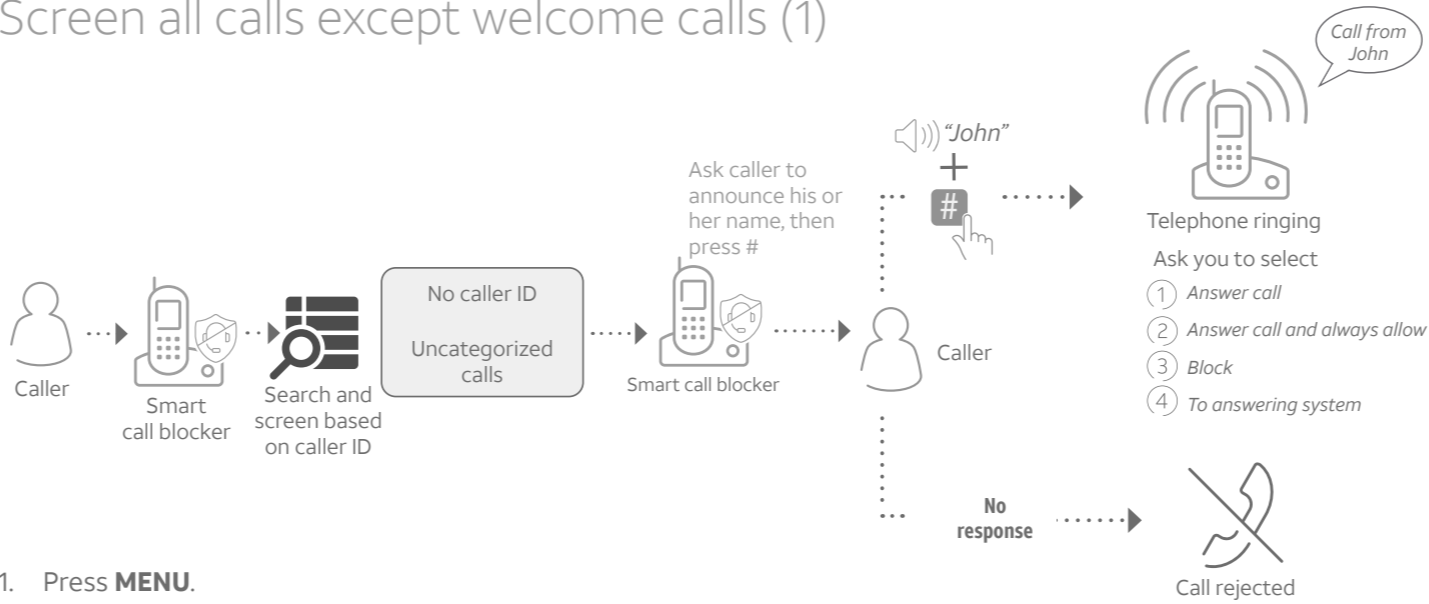 Screen all calls except welcome calls (1)
Call from
John
"John"
+
#
Ask caller to
announce his or
her name, then
press #
Telephone ringing
Ask you to select
1 Answer call
2 Answer call and always allow
3 Block
4 To answering system
No caller ID
Uncategorized
calls
Caller
Smart
call blocker
Search and
screen based
on caller ID
Smart call blocker
Caller
No
response
Call rejected
1. Press MENU.